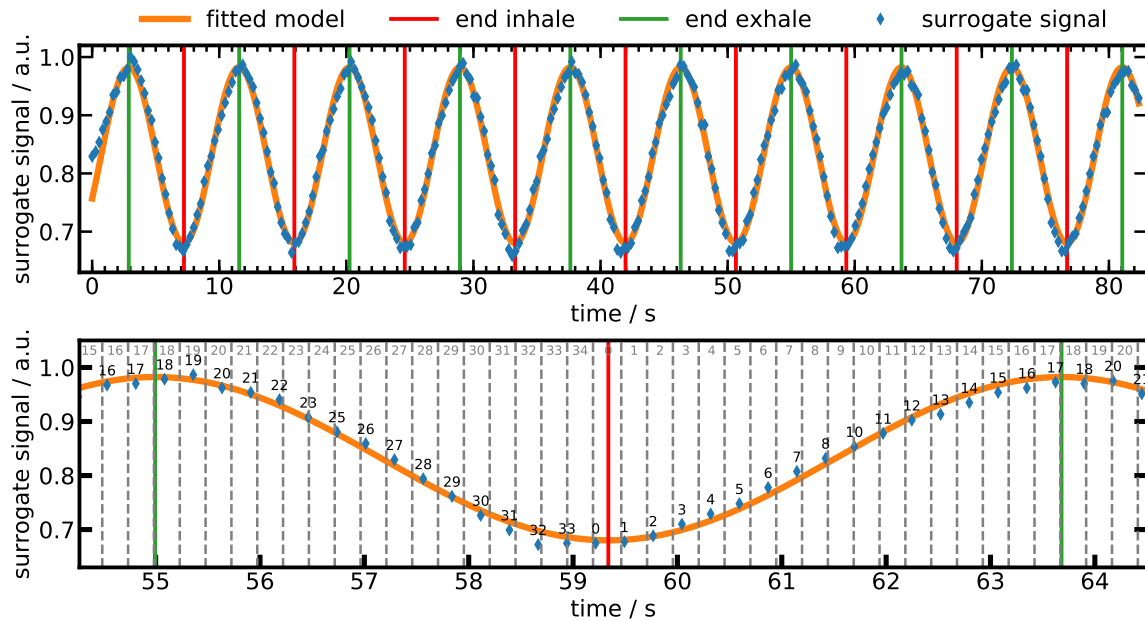 fitted model end inhale end exhale surrogate signal
surrogate signal / a.u.
1.0
0.9
0.8
0.7
0 10 20 30 40 50 60 70 80
time / s
surrogate signal / a.u.
15 16 17 18 19 20 21 22 23 24 25 26 27 28 29 30 31 32 33 34 0 1 2 3 4 5 6 7 8 9 10 11 12 13 14 15 16 17 18 19 20
1.0
0.9
0.8
0.7
16 17 18 19 20 21 22 23 25 26 27 28 29 30 31 32 33 0 1 2 3 4 5 6 7 8 10 11 12 13 14 15 16 17 18 20 21
55 56 57 58 59 60 61 62 63 64
time / s